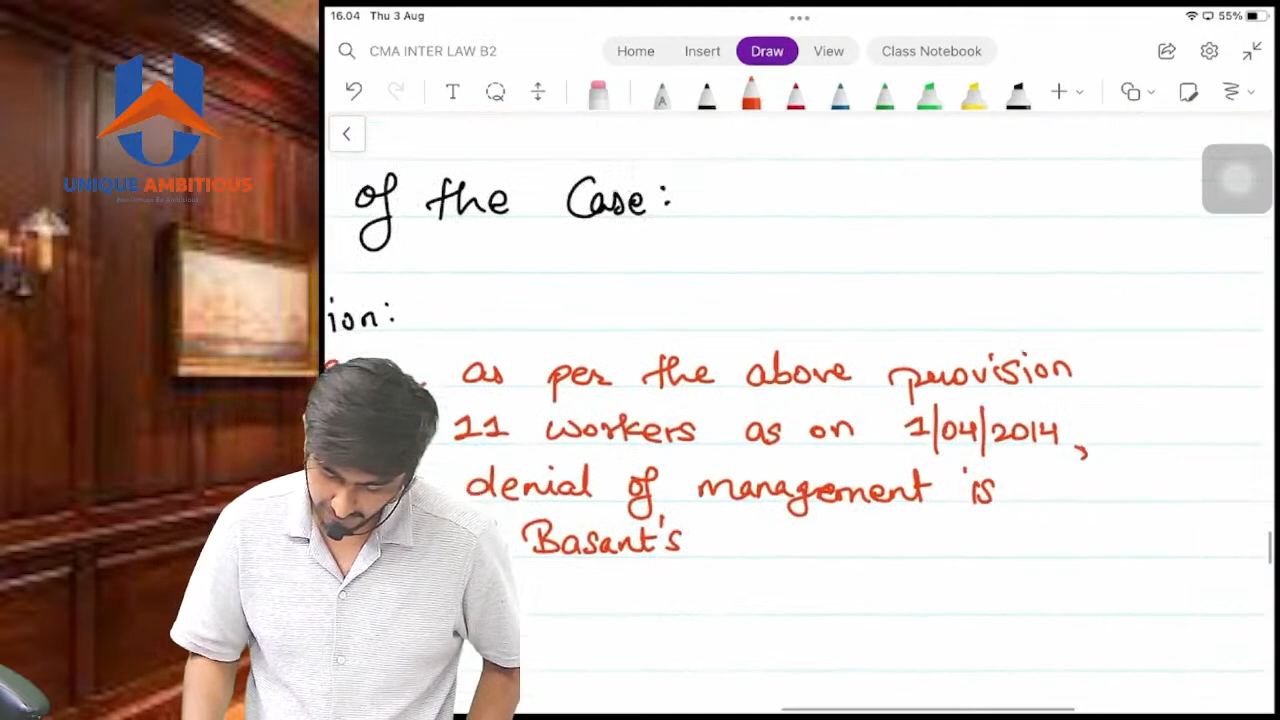 16.04 Thu 3 Aug
55%
CMA INTER LAW B2
Home Insert Draw View Class Notebook
T
A
UNIQUE AMBITIOUS
of the Case:
ion:
as per the above provision
11 workers as on 1/04/2014,
denial of management is
Basant's